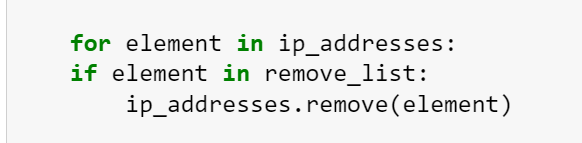 for element in ip_addresses:
if element in remove_list:
    ip_addresses.remove(element)